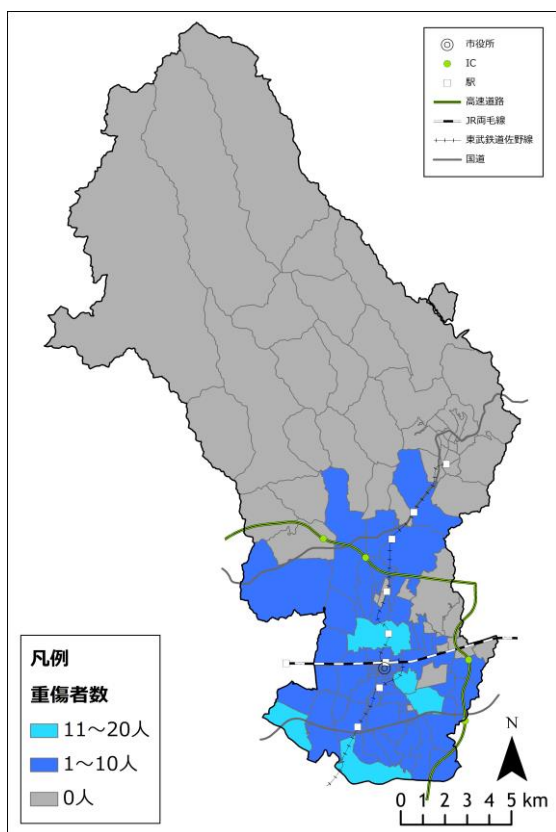 市役所
IC
駅
高速道路
JR両毛線
東武鉄道佐野線
国道
凡例
重傷者数
11～20人
1～10人
0人
N
0 1 2 3 4 5 km